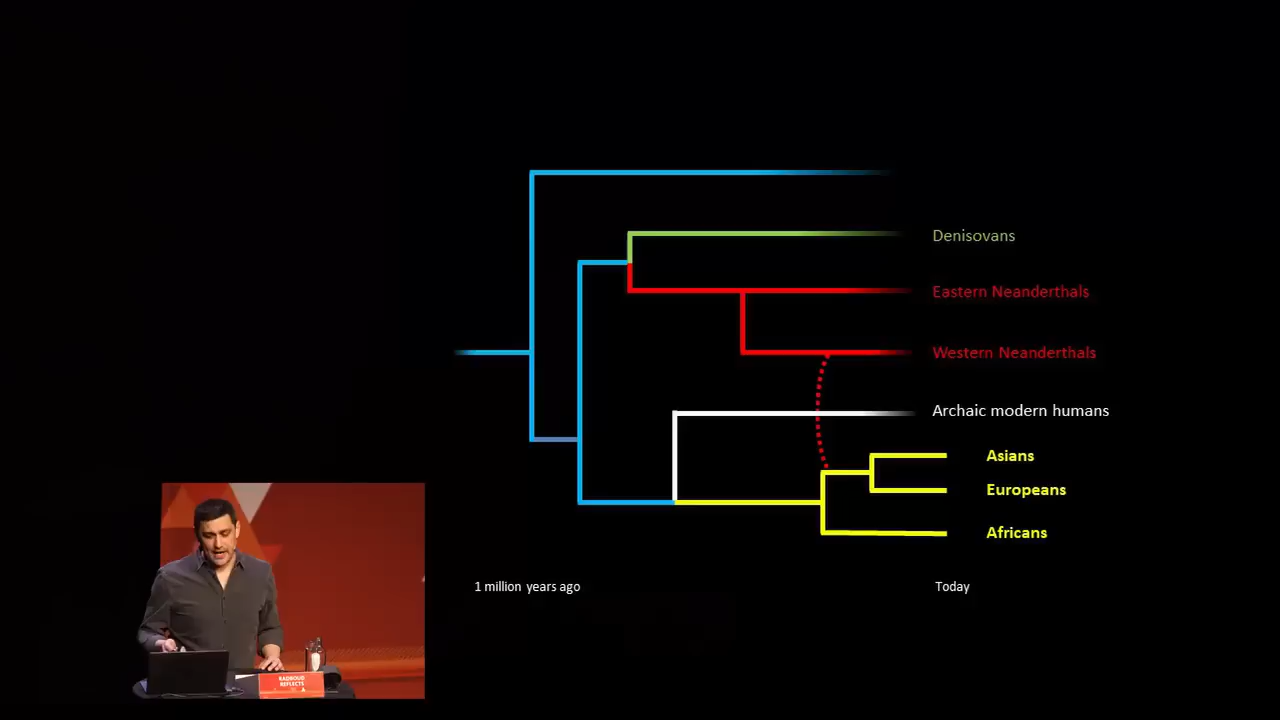 Denisovans
Eastern Neanderthals
Western Neanderthals
Archaic modern humans
Asians
Europeans
Africans
1 million years ago
Today
RADBOUD
REFLECTS